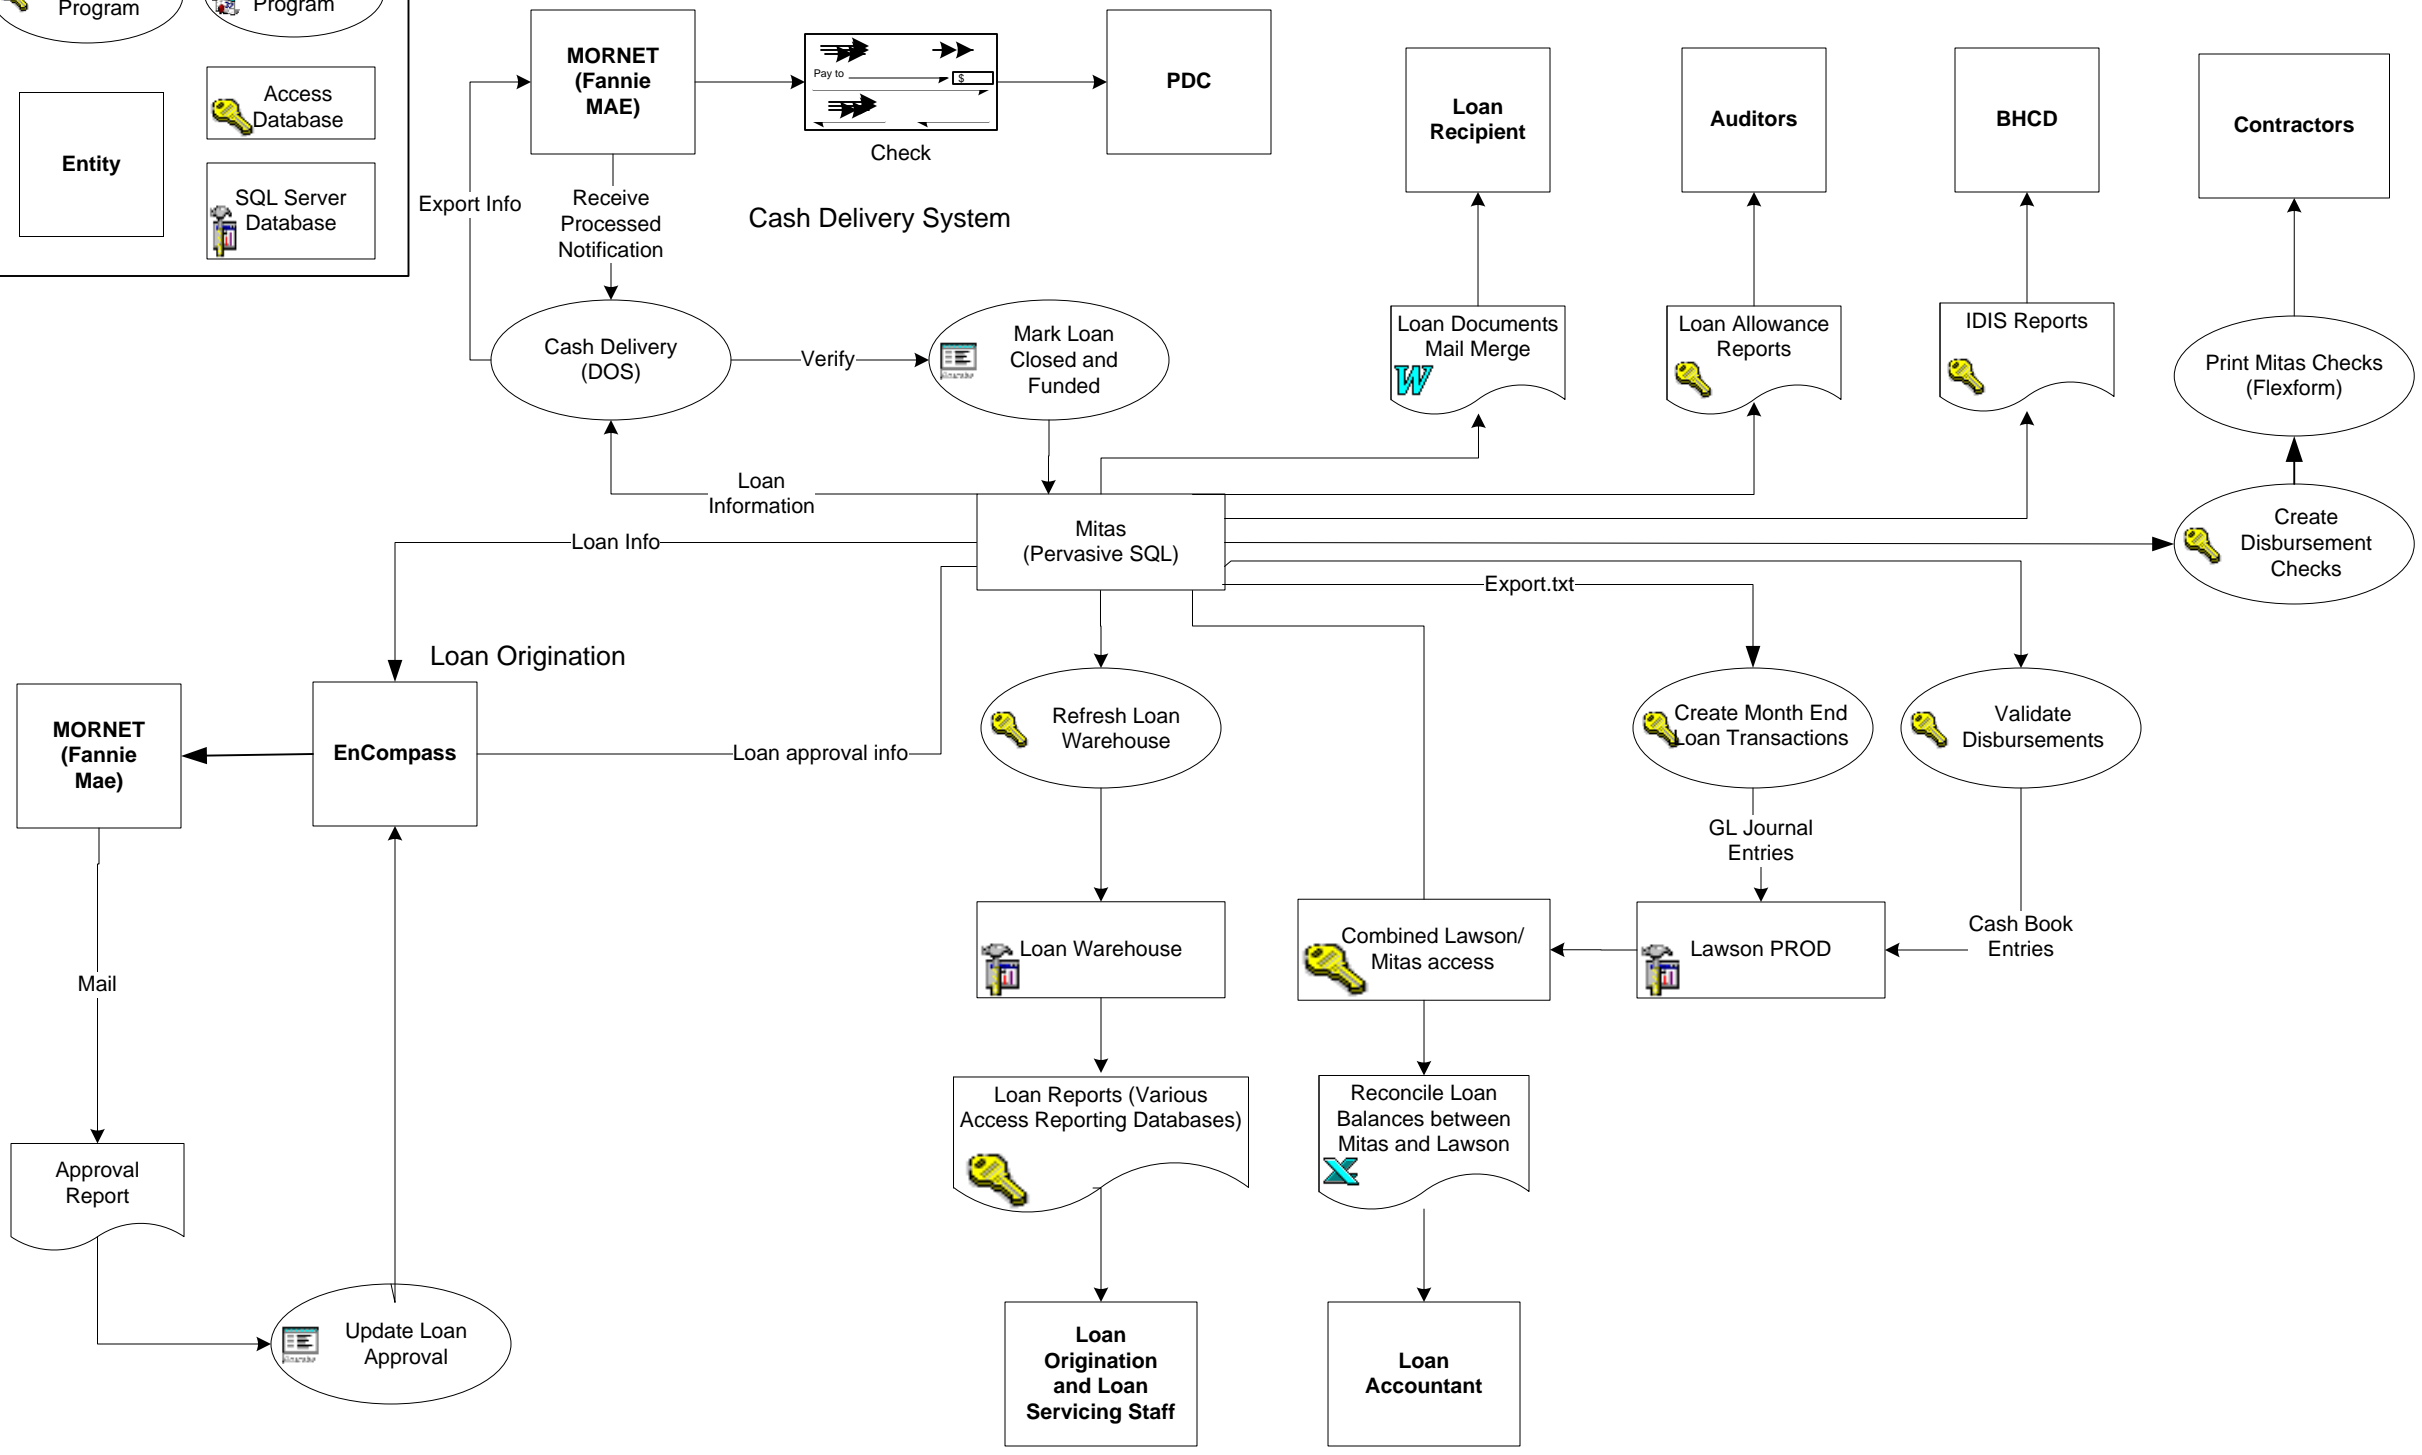 Program
Program
Access
Database
Entity
SQL Server
Database
MORNET
(Fannie
MAE)
Pay to
$
Check
PDC
Loan
Recipient
Auditors
BHCD
Contractors
Export Info
Receive
Processed
Notification
Cash Delivery System
Cash Delivery
(DOS)
Verify
Mark Loan
Closed and
Funded
Loan Documents
Mail Merge
W
Loan Allowance
Reports
IDIS Reports
Print Mitas Checks
(Flexform)
Loan
Information
Loan Info
Mitas
(Pervasive SQL)
Export.txt
Create
Disbursement
Checks
Loan Origination
MORNET
(Fannie
Mae)
EnCompass
Loan approval info
Refresh Loan
Warehouse
Create Month End
Loan Transactions
Validate
Disbursements
GL Journal
Entries
Cash Book
Entries
Mail
Loan Warehouse
Combined Lawson/
Mitas access
Lawson PROD
Approval
Report
Loan Reports (Various
Access Reporting Databases)
Reconcile Loan
Balances between
Mitas and Lawson
Update Loan
Approval
Loan
Origination
and Loan
Servicing Staff
Loan
Accountant